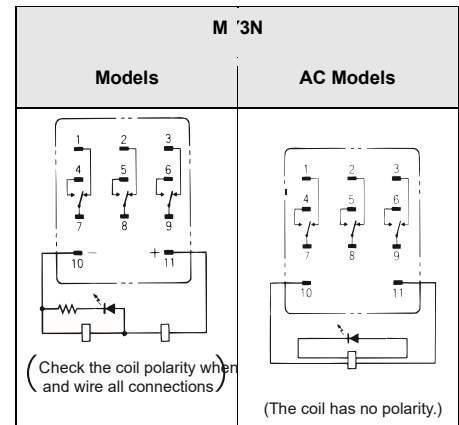 M 3N
Models AC Models
1 2 3
4 5 6
7 8 9
− +
10 11
1 2 3
4 5 6
7 8 9
10 11
(Check the coil polarity when
and wire all connections)
(The coil has no polarity.)